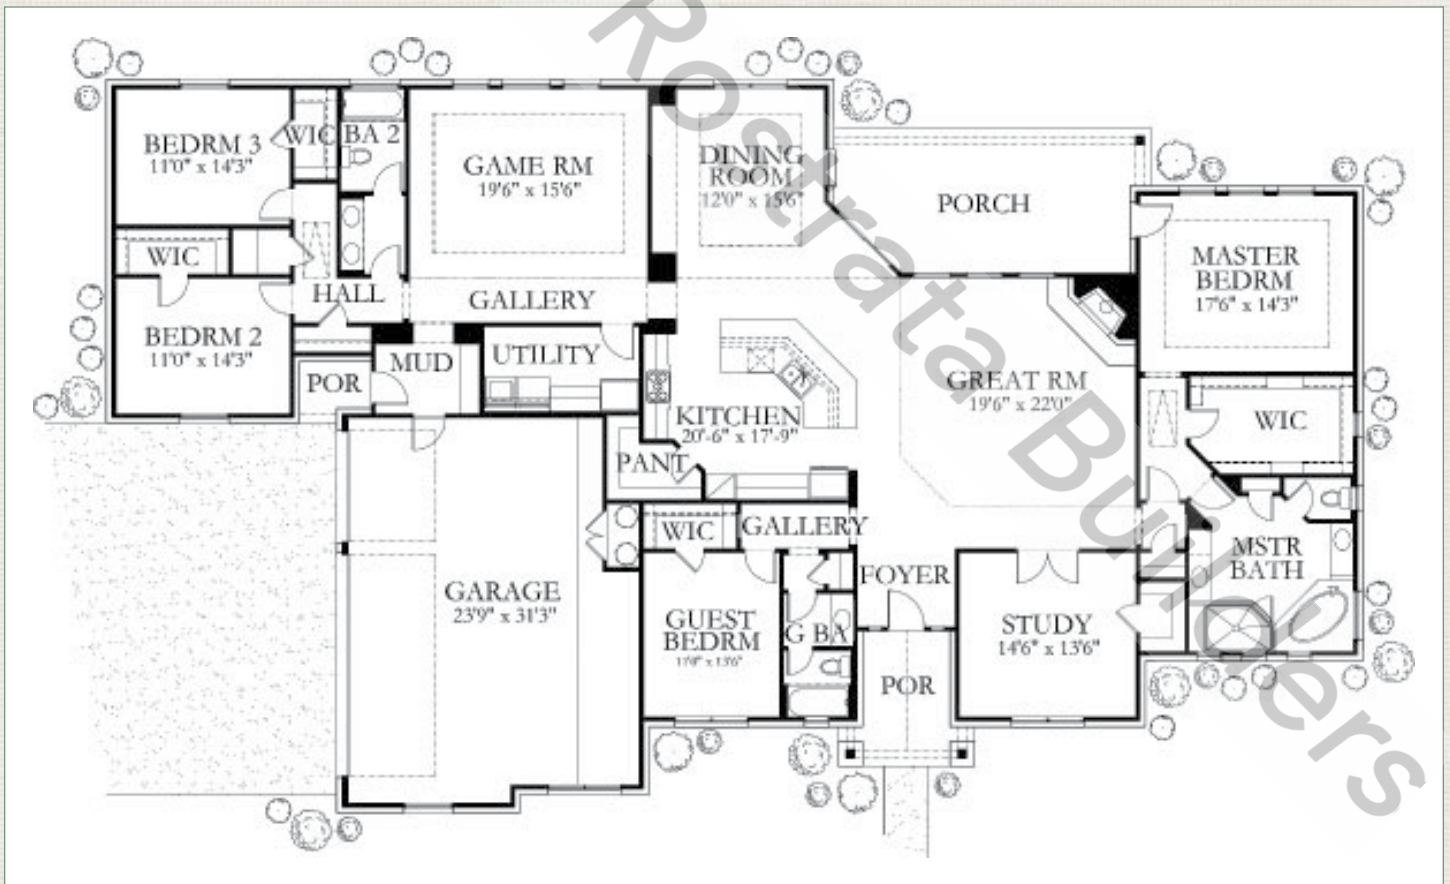 BEDRM 3
11'0" x 14'3"
WIC
BA 2
GAME RM
19'6" x 15'6"
DINING
ROOM
12'0" x 15'6"
PORCH
MASTER
BEDRM
17'6" x 14'3"
WIC
HALL
GALLERY
BEDRM 2
11'0" x 14'3"
POR
MUD
UTILITY
KITCHEN
20'-6" x 17'-9"
GREAT RM
19'6" x 22'0"
WIC
PANT
WIC
GALLERY
MSTR
BATH
GARAGE
23'9" x 31'3"
GUEST
BEDRM
G BA
FOYER
STUDY
14'6" x 13'6"
POR
Rostrata Builders